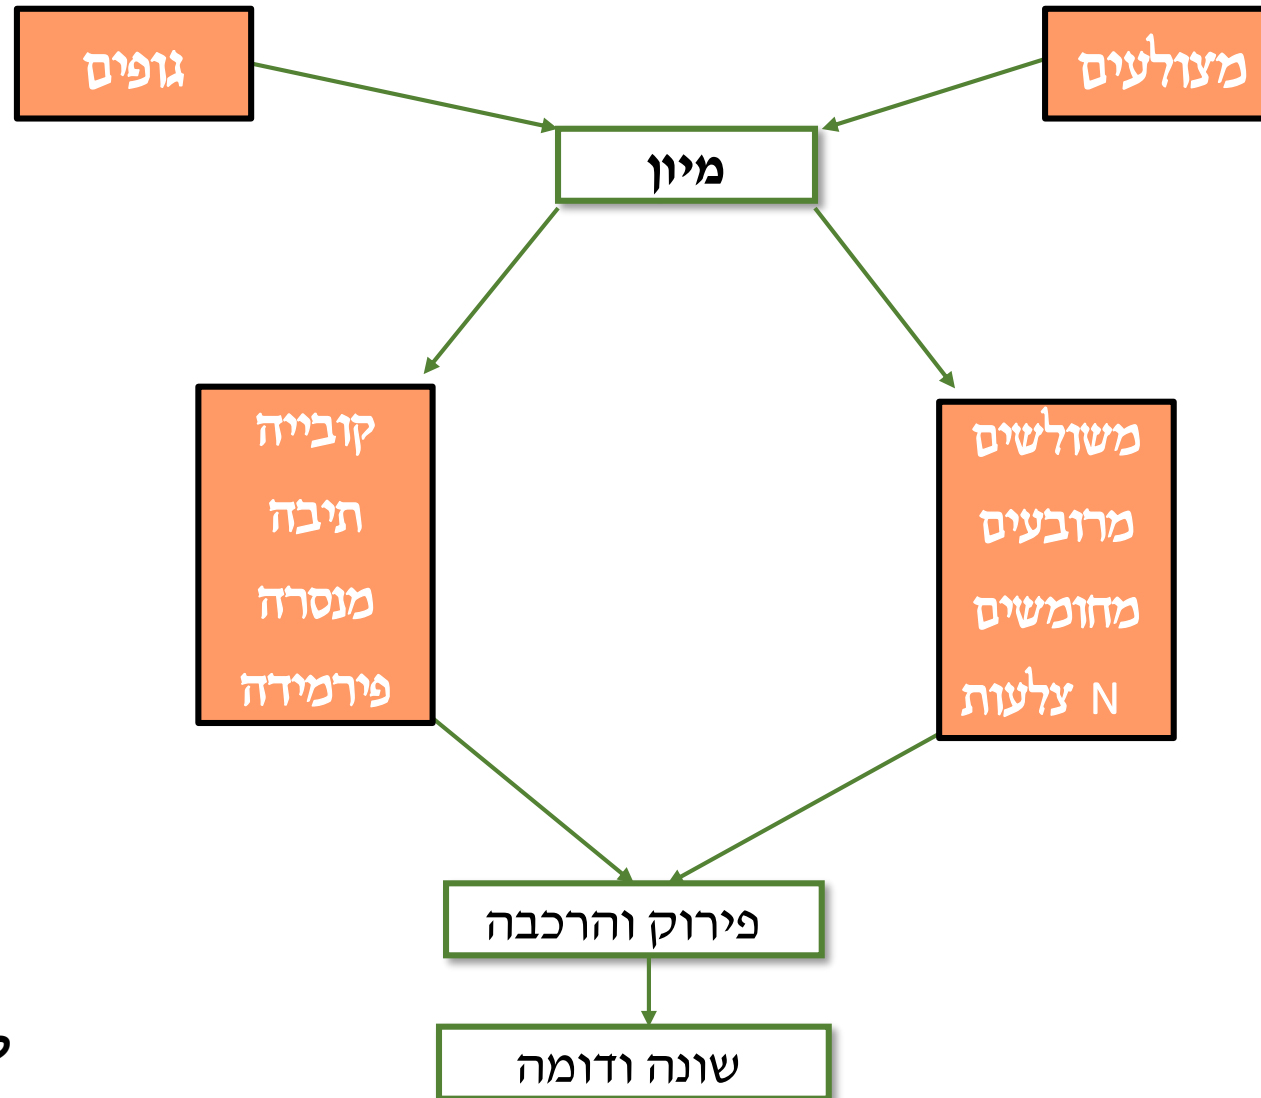 מצולעים
גופים
מיון
משולשים
מרובעים
מחומשים
N צלעות
קובייה
תיבה
מנסרה
פירמידה
פירוק והרכבה
שונה ודומה